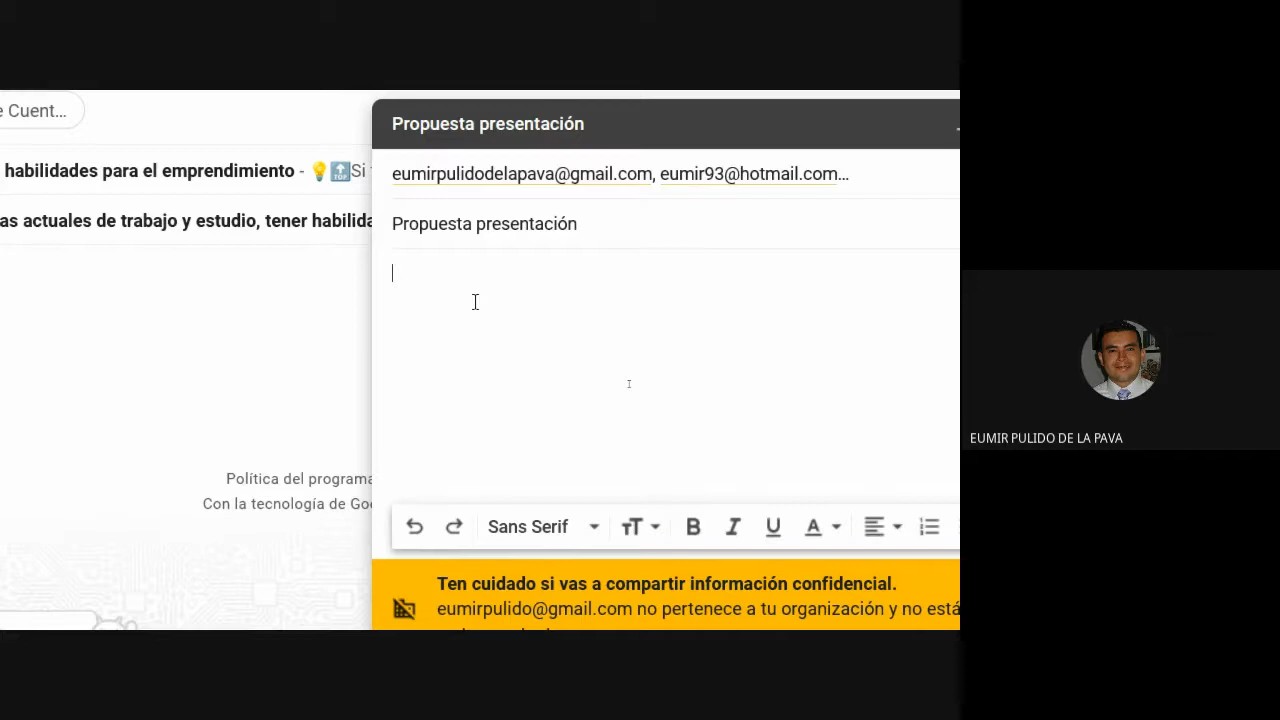 e Cuent...
habilidades para el emprendimiento - 💡🔝Si
as actuales de trabajo y estudio, tener habilida
Política del programa
Con la tecnología de Goo
Propuesta presentación
eumirpulidodelapava@gmail.com, eumir93@hotmail.com...
Propuesta presentación
Sans Serif
Ten cuidado si vas a compartir información confidencial.
eumirpulido@gmail.com no pertenece a tu organización y no está
EUMIR PULIDO DE LA PAVA